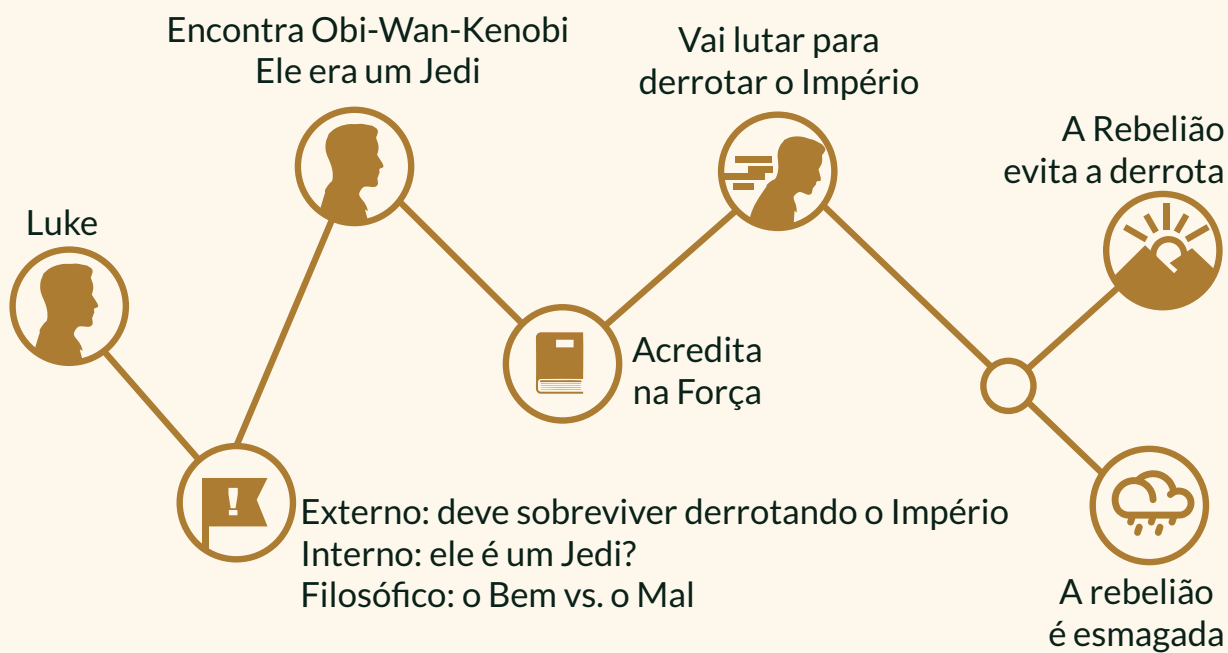 Luke
Externo: deve sobreviver derrotando o Império
Interno: ele é um Jedi?
Filosófico: o Bem vs. o Mal
Encontra Obi-Wan-Kenobi
Ele era um Jedi
Acredita
na Força
Vai lutar para
derrotar o Império
A Rebelião
evita a derrota
A rebelião
é esmagada
!